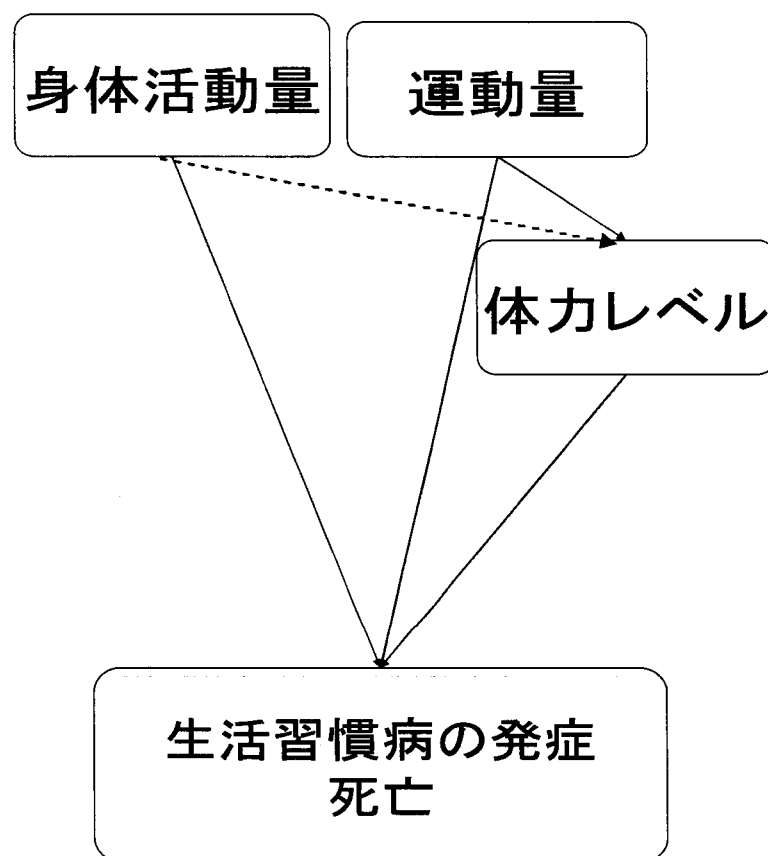 身体活動量
運動量
体力レベル
生活習慣病の発症
死亡